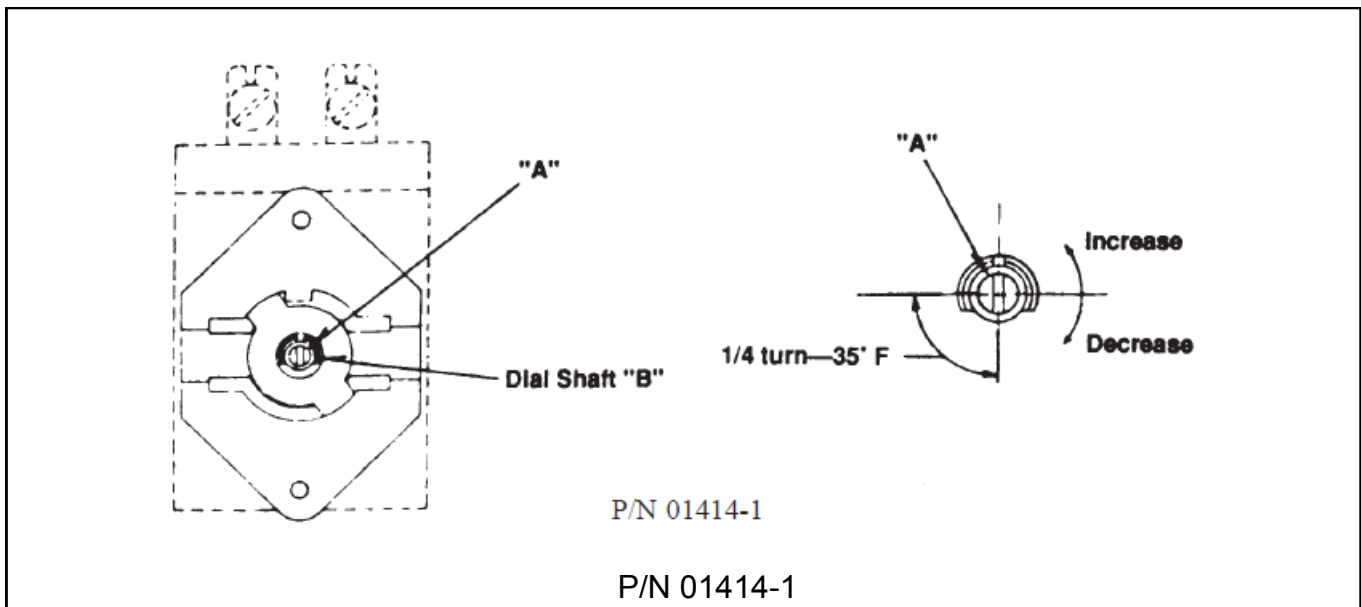 "A"
Dial Shaft "B"
"A"
Increase
Decrease
1/4 turn—35° F
P/N 01414-1
P/N 01414-1